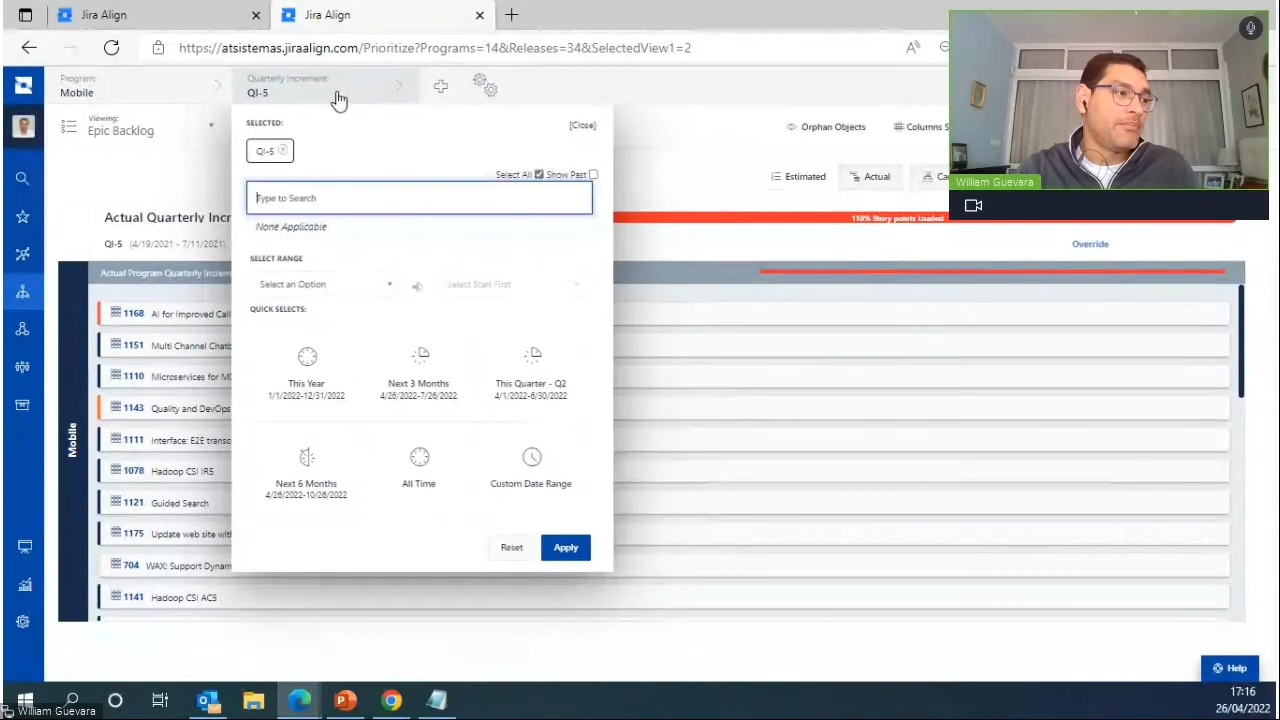 Jira Align
Jira Align
https://atsistemas.jiraalign.com/Prioritize?Programs=14&Releases=34&SelectedView1=2
Program:
Mobile
Quarterly Increment:
QI-5
Viewing:
Epic Backlog
Orphan Objects
Columns S
SELECTED:
[Close]
QI-5
Select All
Show Past
Type to Search
None Applicable
Estimated
Actual
William Guevara
Actual Quarterly Incr
110% Story points Loaded
QI-5 (4/19/2021 - 7/11/2021)
Override
SELECT RANGE
Actual Program Quarterly Increm
Select an Option
Select Start First
QUICK SELECTS:
This Year
1/1/2022-12/31/2022
Next 3 Months
4/26/2022-7/26/2022
This Quarter - Q2
4/1/2022-6/30/2022
Next 6 Months
4/26/2022-10/26/2022
All Time
Custom Date Range
Reset
Apply
Mobile
1168 AI for Improved Call
1151 Multi Channel Chatb
1110 Microservices for
1143 Quality and DevOps
1111 Interface: E2E transc
1078 Hadoop CSI IR5
1121 Guided Search
1175 Update web site with
704 WAX: Support Dynam
1141 Hadoop CSI AC5
Help
17:16
26/04/2022
William Guevara